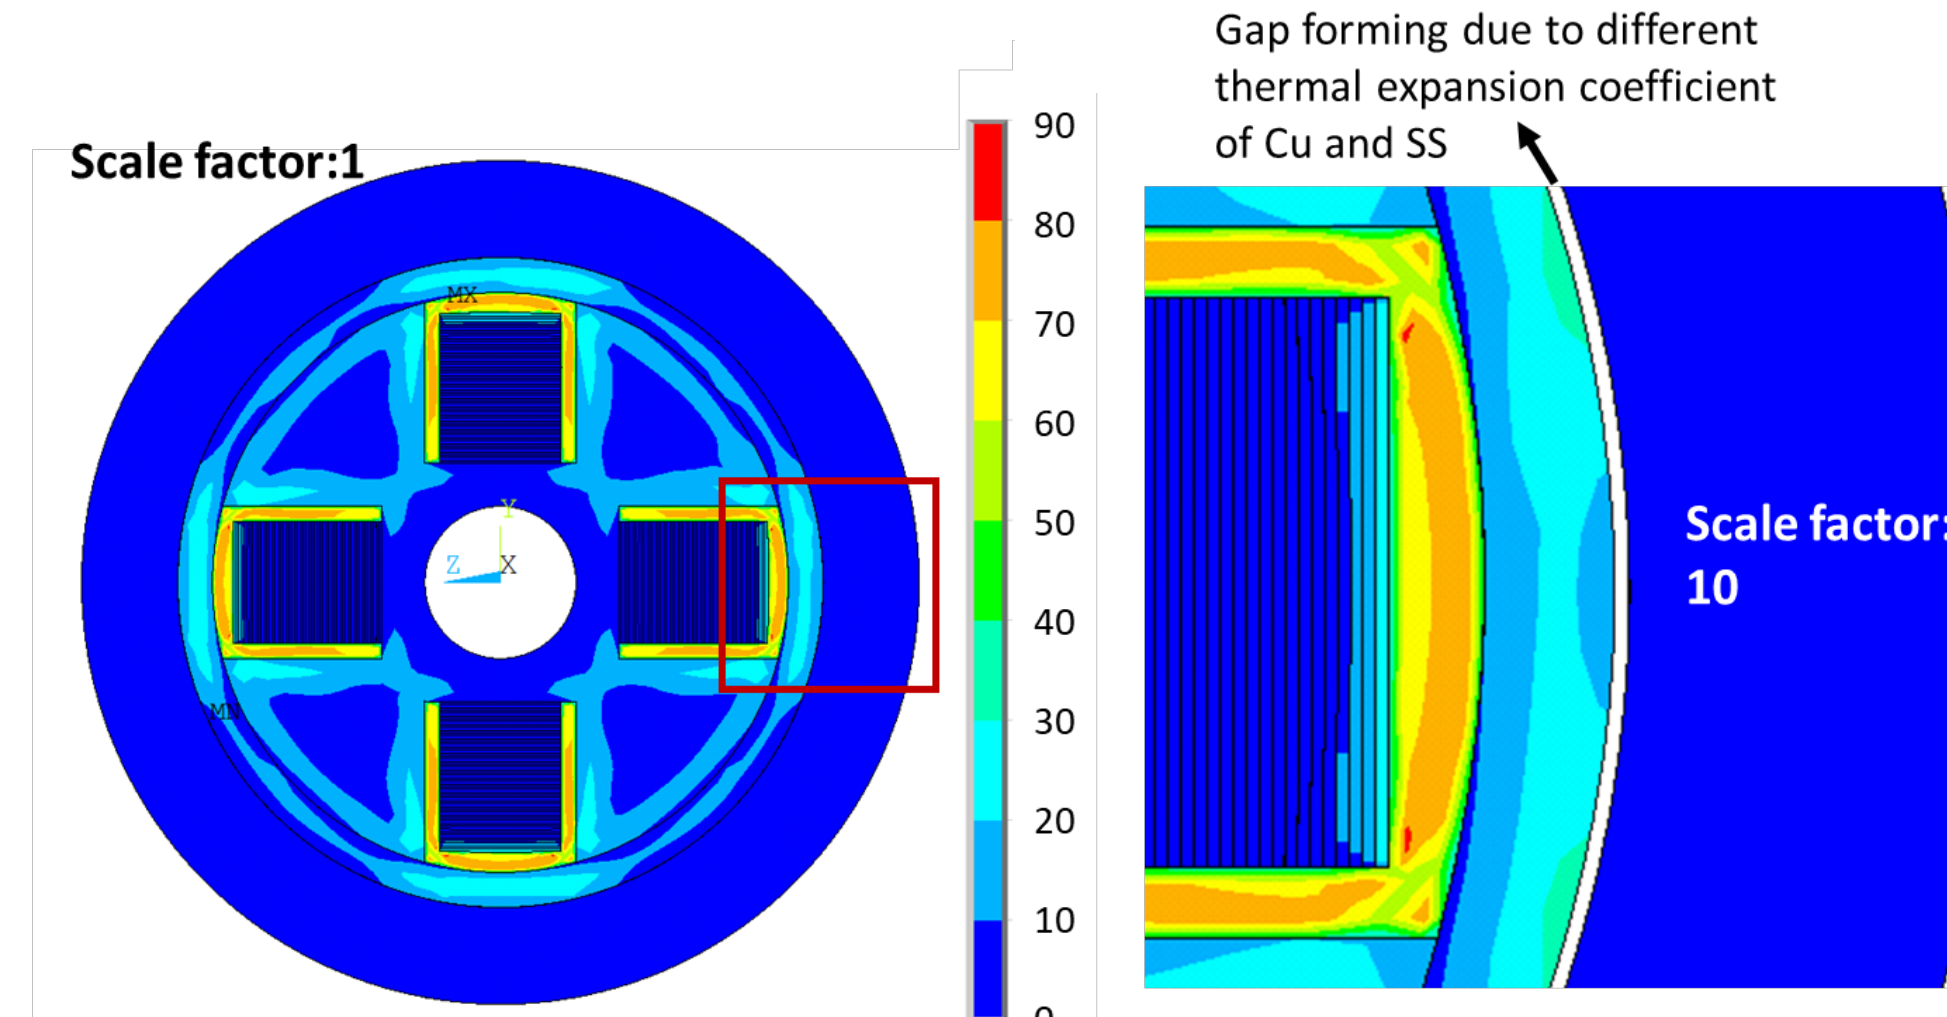 Gap forming due to different
thermal expansion coefficient
of Cu and SS
Scale factor:1
MX
Y
Z
X
MN
90
80
70
60
50
40
30
20
10
0
Scale factor:
10